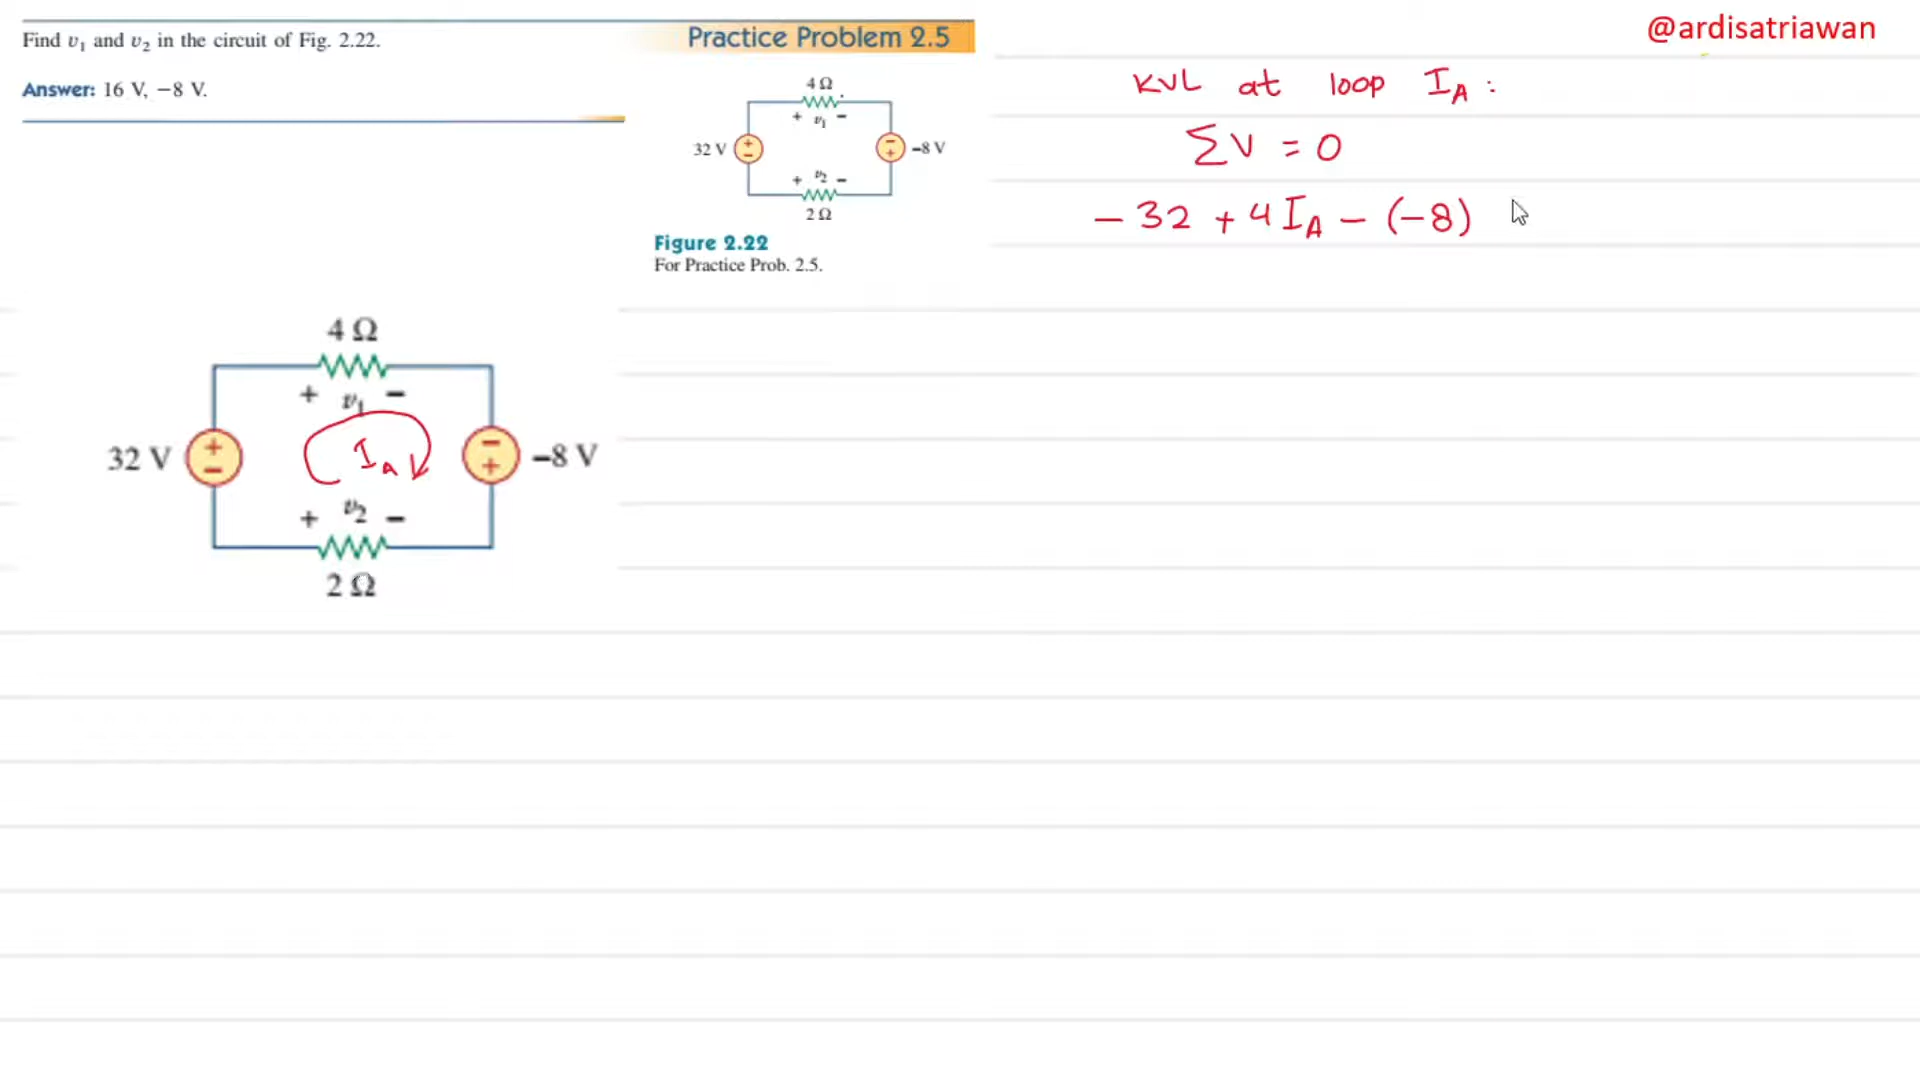 @ardisatriawan
Find v₁ and v₂ in the circuit of Fig. 2.22.
Answer: 16 V, −8 V.
Practice Problem 2.5
4 Ω
+ v₁ −
32 V + −
− + −8 V
+ v₂ −
2 Ω
Figure 2.22
For Practice Prob. 2.5.
KVL at loop I_A :
ΣV = 0
− 32 + 4 I_A − (−8)
4 Ω
+ v₁ −
32 V + −
I_A
− + −8 V
+ v₂ −
2 Ω